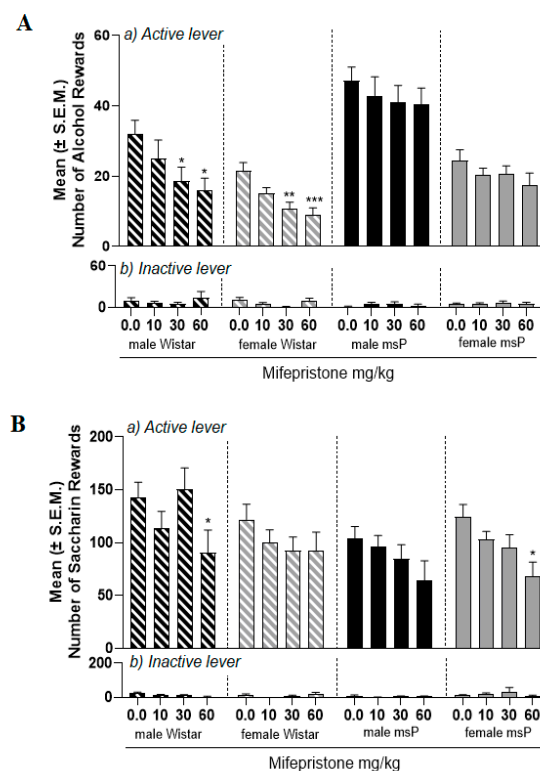 A
a) Active lever
Mean (± S.E.M.)
Number of Alcohol Rewards
60
40
20
0
* * ** ***
b) Inactive lever
60
0
0.0 10 30 60 0.0 10 30 60 0.0 10 30 60 0.0 10 30 60
male Wistar female Wistar male msP female msP
Mifepristone mg/kg
B
a) Active lever
Mean (± S.E.M.)
Number of Saccharin Rewards
200
150
100
50
0
* *
b) Inactive lever
200
0
0.0 10 30 60 0.0 10 30 60 0.0 10 30 60 0.0 10 30 60
male Wistar female Wistar male msP female msP
Mifepristone mg/kg